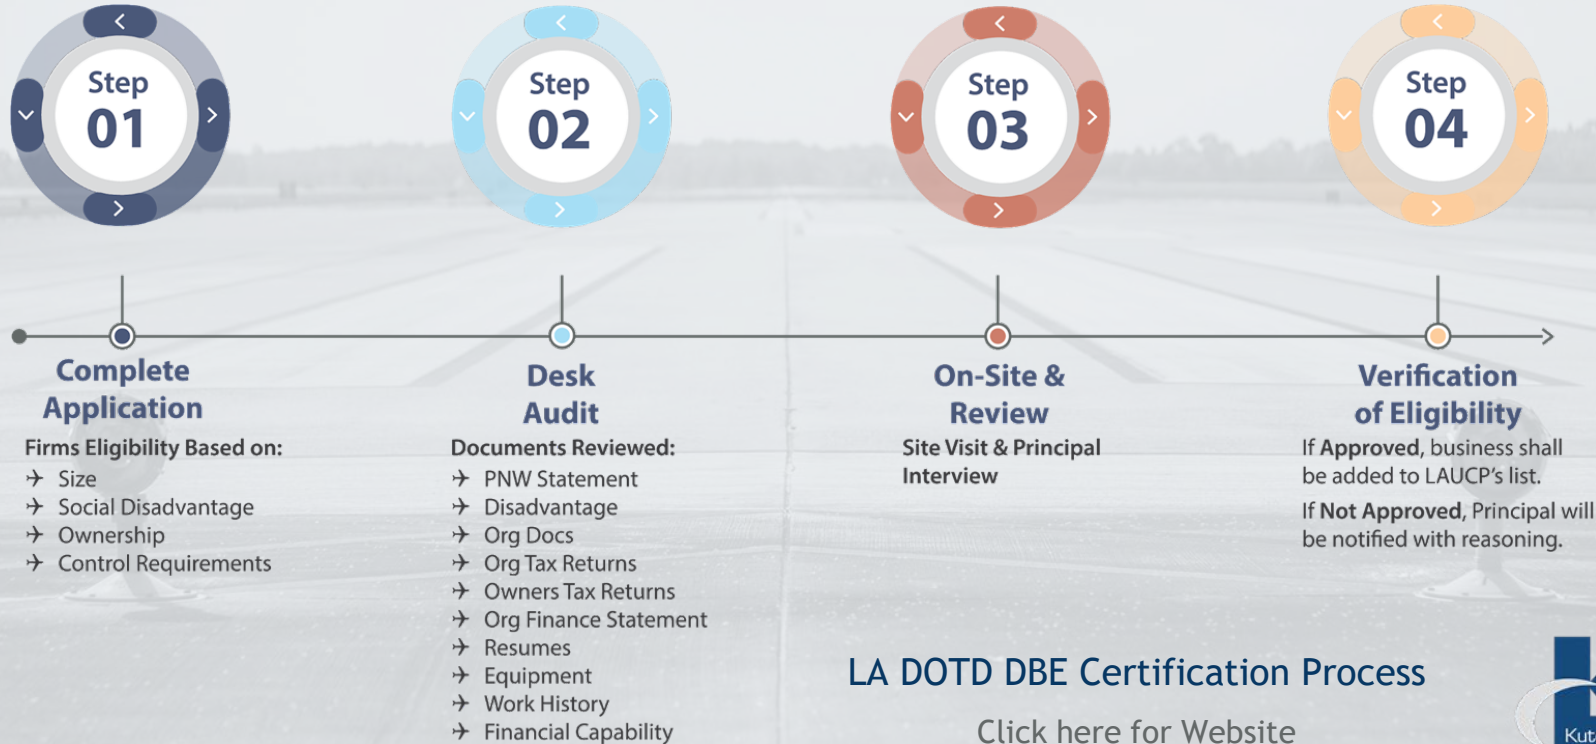 Step
01
Step
02
Step
03
Step
04
Complete
Application
Firms Eligibility Based on:
Size
Social Disadvantage
Ownership
Control Requirements
Desk
Audit
Documents Reviewed:
PNW Statement
Disadvantage
Org Docs
Org Tax Returns
Owners Tax Returns
Org Finance Statement
Resumes
Equipment
Work History
Financial Capability
On-Site &
Review
Site Visit & Principal
Interview
Verification
of Eligibility
If Approved, business shall
be added to LAUCP's list.
If Not Approved, Principal will
be notified with reasoning.
LA DOTD DBE Certification Process
Click here for Website